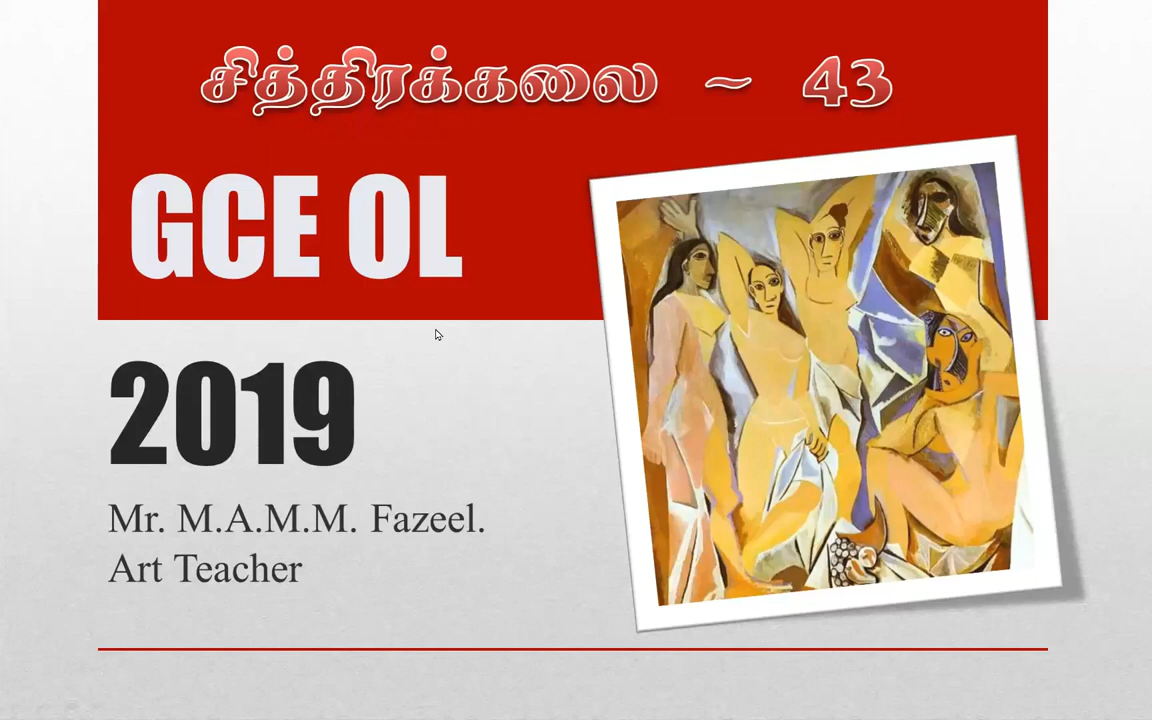 சித்திரக்கலை ~ 43
GCE OL
2019
Mr. M.A.M.M. Fazeel.
Art Teacher